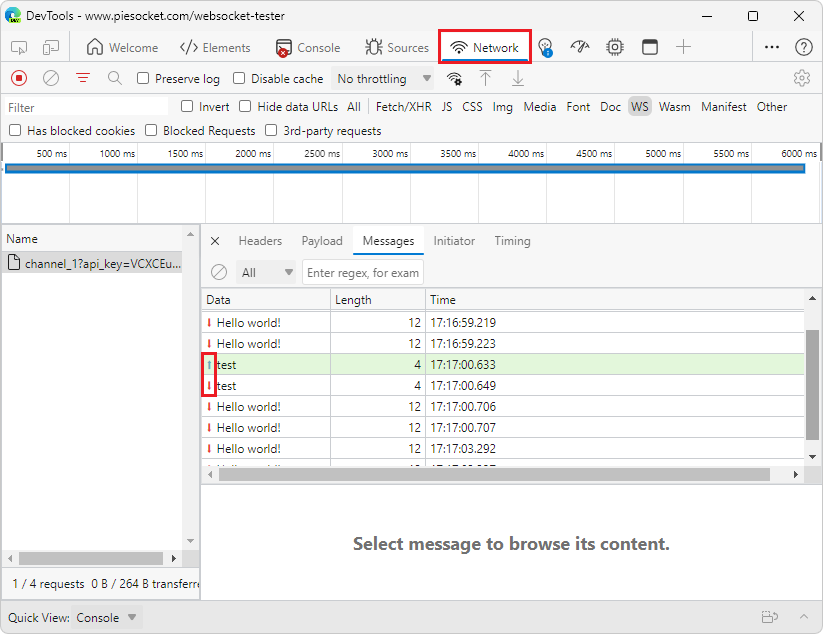 DevTools - www.piesocket.com/websocket-tester
Welcome Elements Console Sources Network
Preserve log Disable cache No throttling
Filter Invert Hide data URLs All Fetch/XHR JS CSS Img Media Font Doc WS Wasm Manifest Other
Has blocked cookies Blocked Requests 3rd-party requests
500 ms 1000 ms 1500 ms 2000 ms 2500 ms 3000 ms 3500 ms 4000 ms 4500 ms 5000 ms 5500 ms 6000 ms
Name
channel_1?api_key=VCXCEu...
Headers Payload Messages Initiator Timing
All Enter regex, for exam
Data Length Time
Hello world! 12 17:16:59.219
Hello world! 12 17:16:59.223
test 4 17:17:00.633
test 4 17:17:00.649
Hello world! 12 17:17:00.706
Hello world! 12 17:17:00.707
Hello world! 12 17:17:03.292
Select message to browse its content.
1 / 4 requests 0 B / 264 B transferre
Quick View: Console